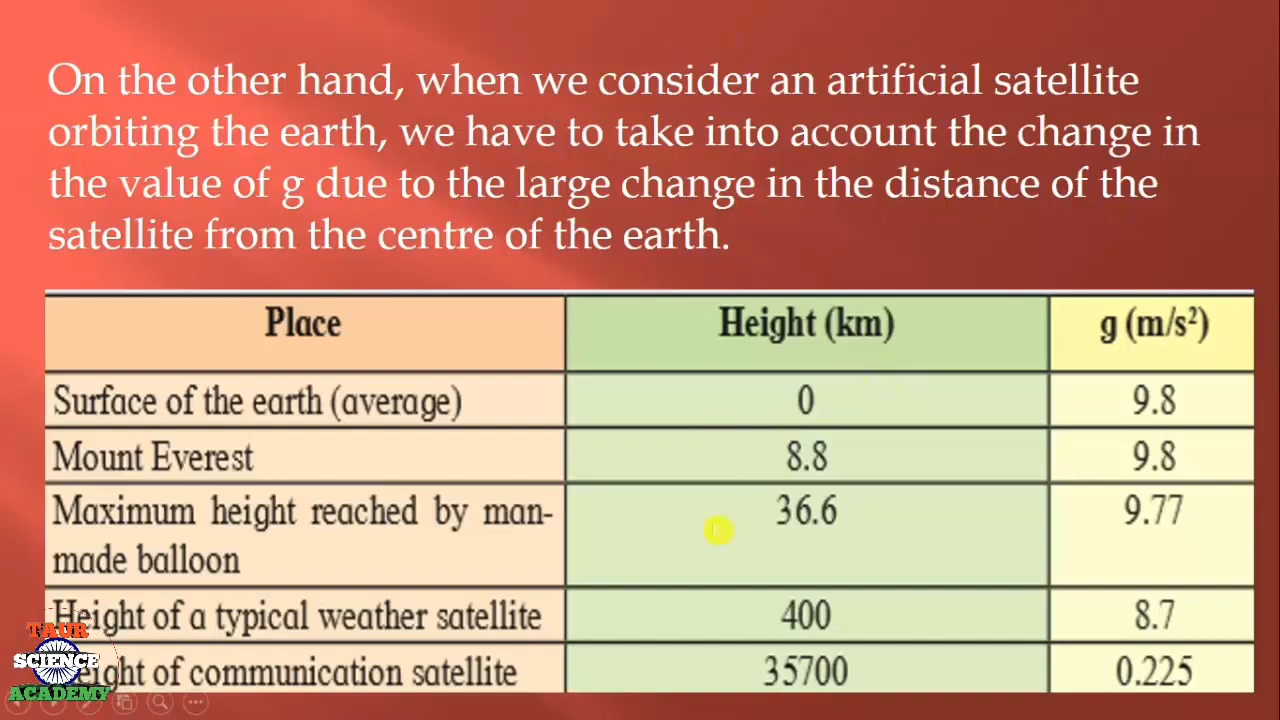 On the other hand, when we consider an artificial satellite
orbiting the earth, we have to take into account the change in
the value of g due to the large change in the distance of the
satellite from the centre of the earth.
Place Height (km) g (m/s²)
Surface of the earth (average) 0 9.8
Mount Everest 8.8 9.8
Maximum height reached by man-
made balloon 36.6 9.77
Height of a typical weather satellite 400 8.7
Height of communication satellite 35700 0.225
TAUR
SCIENCE
ACADEMY